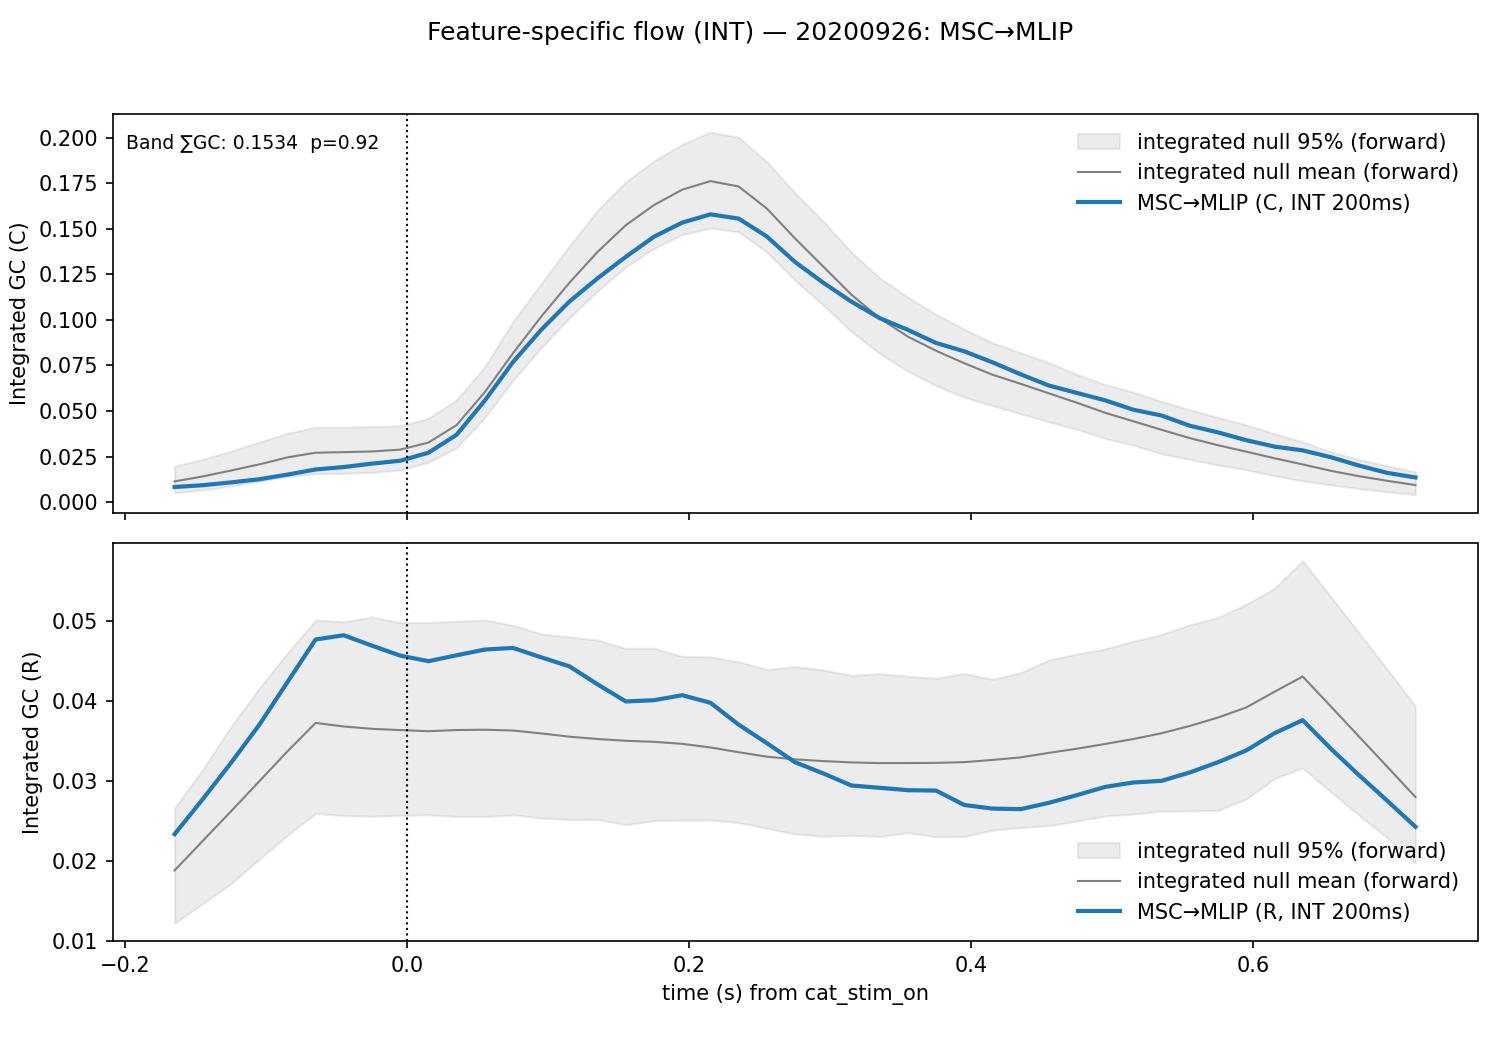 Feature-specific flow (INT) — 20200926: MSC→MLIP
Band ∑GC: 0.1534  p=0.92
integrated null 95% (forward)
integrated null mean (forward)
MSC→MLIP (C, INT 200ms)
Integrated GC (C)
0.200
0.175
0.150
0.125
0.100
0.075
0.050
0.025
0.000
Integrated GC (R)
0.05
0.04
0.03
0.02
0.01
integrated null 95% (forward)
integrated null mean (forward)
MSC→MLIP (R, INT 200ms)
−0.2 0.0 0.2 0.4 0.6
time (s) from cat_stim_on